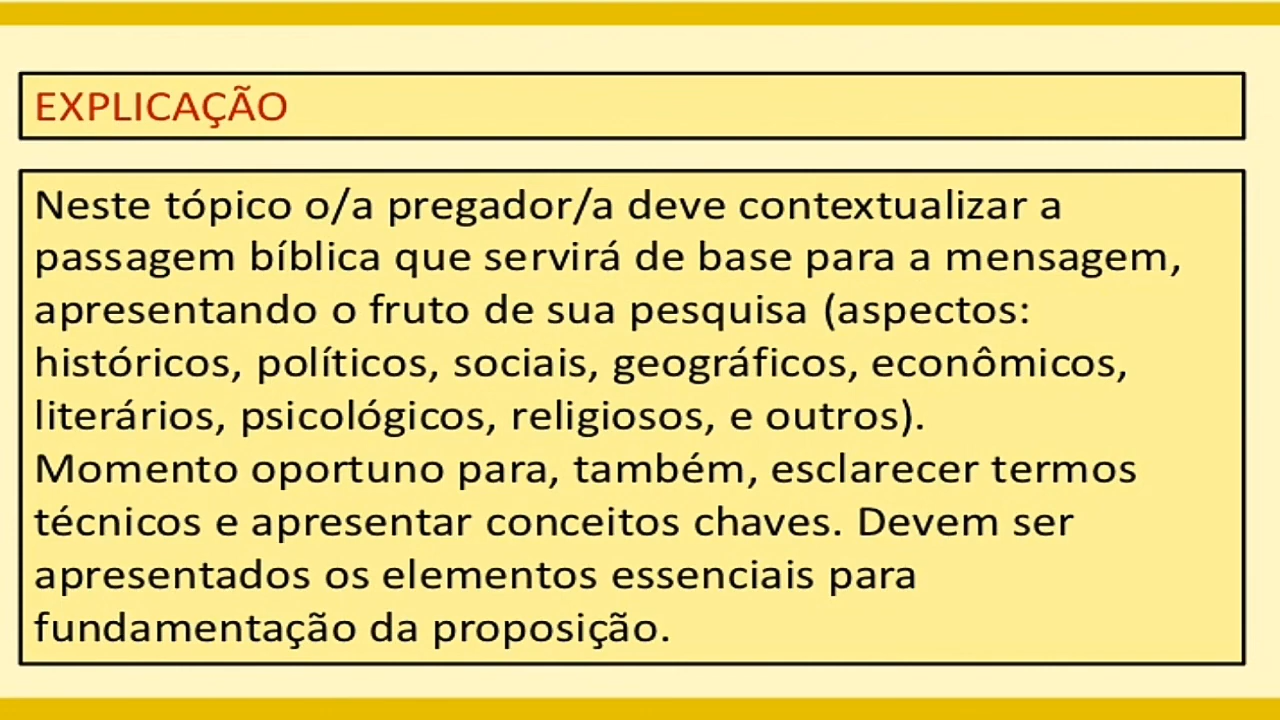 EXPLICAÇÃO
Neste tópico o/a pregador/a deve contextualizar a
passagem bíblica que servirá de base para a mensagem,
apresentando o fruto de sua pesquisa (aspectos:
históricos, políticos, sociais, geográficos, econômicos,
literários, psicológicos, religiosos, e outros).
Momento oportuno para, também, esclarecer termos
técnicos e apresentar conceitos chaves. Devem ser
apresentados os elementos essenciais para
fundamentação da proposição.